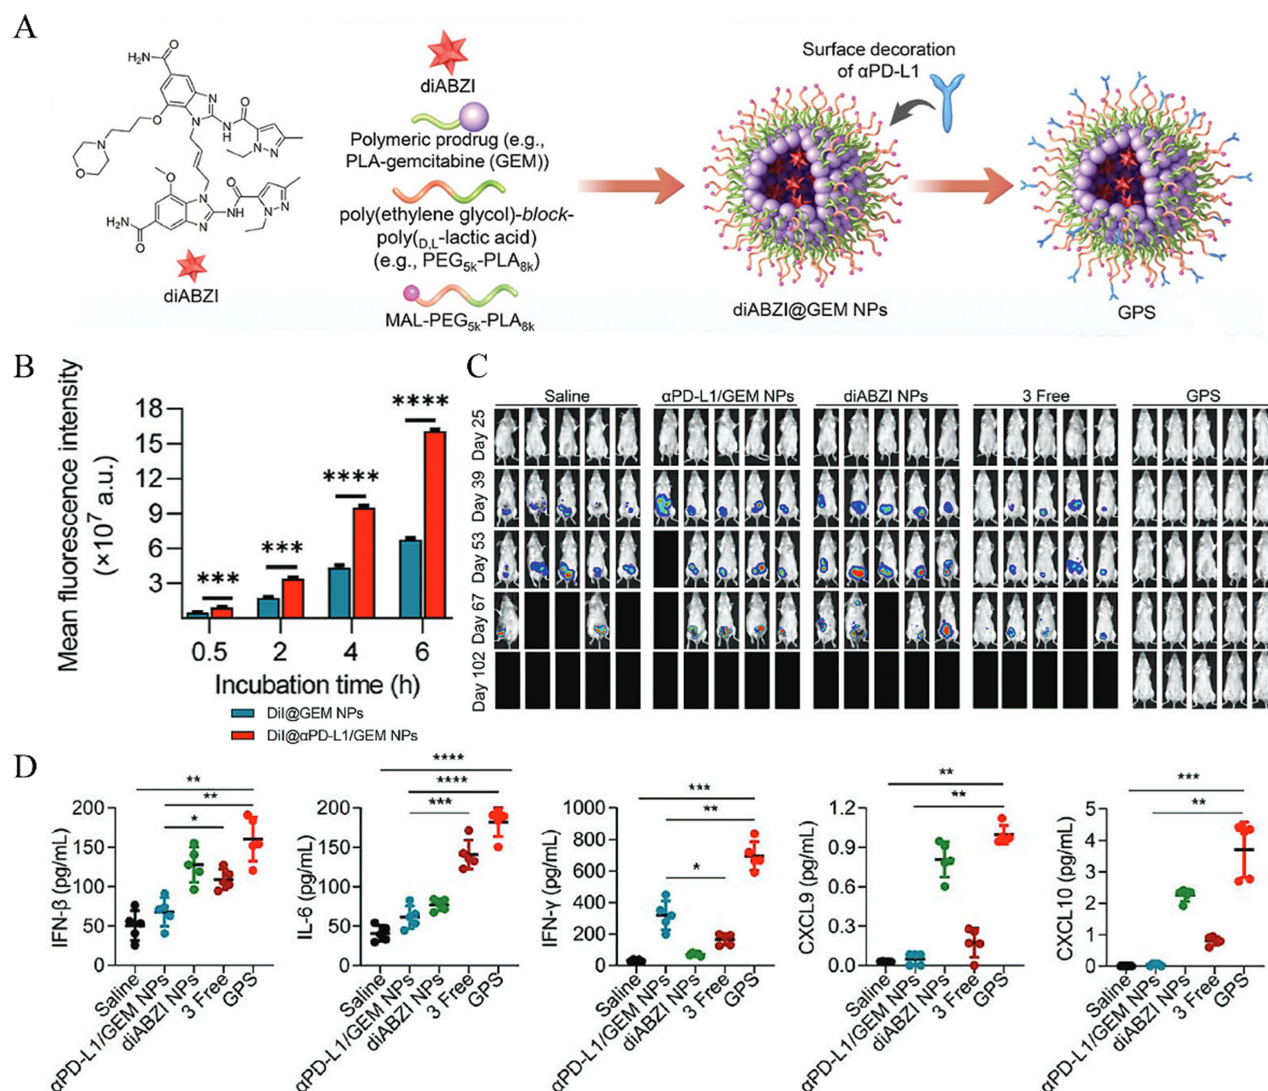 A
H₂N
O
N
N
NH
O
N
N
O
N
O
O
N
N
NH
O
N
N
H₂N
O
diABZI
diABZI
Polymeric prodrug (e.g.,
PLA-gemcitabine (GEM))
poly(ethylene glycol)-block-
poly(D,L-lactic acid)
(e.g., PEG5k-PLA8k)
MAL-PEG5k-PLA8k
Surface decoration
of αPD-L1
diABZI@GEM NPs
GPS
B
Mean fluorescence intensity
(×10⁷ a.u.)
18
15
12
9
6
3
***
***
****
****
0.5
2
4
6
Incubation time (h)
DiI@GEM NPs
DiI@αPD-L1/GEM NPs
C
Saline
αPD-L1/GEM NPs
diABZI NPs
3 Free
GPS
Day 25
Day 39
Day 53
Day 67
Day 102
D
IFN-β (pg/mL)
200
150
100
50
0
**
**
*
Saline
αPD-L1/GEM NPs
diABZI NPs
3 Free
GPS
IL-6 (pg/mL)
200
150
100
50
0
****
****
***
Saline
αPD-L1/GEM NPs
diABZI NPs
3 Free
GPS
IFN-γ (pg/mL)
1000
800
600
400
200
0
***
**
*
Saline
αPD-L1/GEM NPs
diABZI NPs
3 Free
GPS
CXCL9 (pg/mL)
1.2
0.9
0.6
0.3
0.0
**
**
Saline
αPD-L1/GEM NPs
diABZI NPs
3 Free
GPS
CXCL10 (pg/mL)
5
4
3
2
1
0
***
**
Saline
αPD-L1/GEM NPs
diABZI NPs
3 Free
GPS